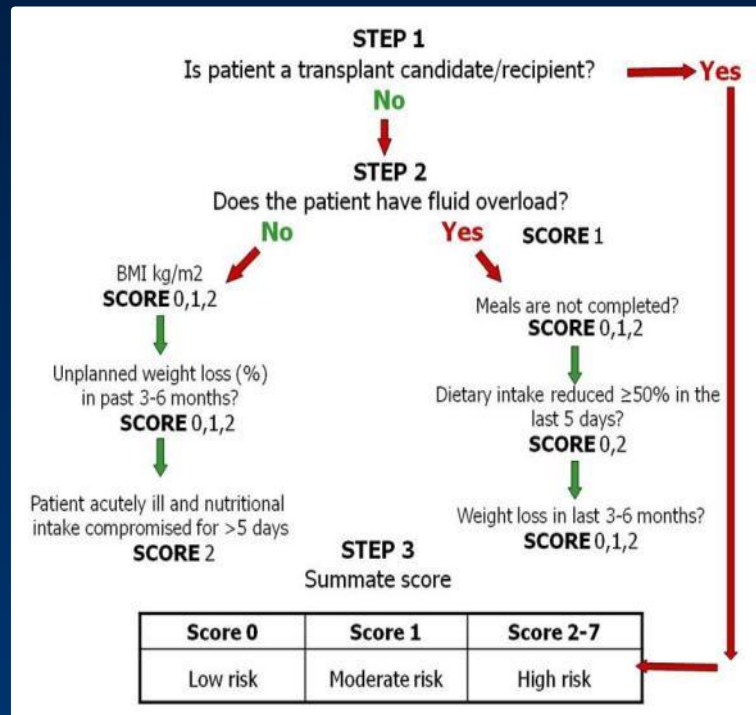 STEP 1
Is patient a transplant candidate/recipient?
Yes
No
STEP 2
Does the patient have fluid overload?
No
BMI kg/m2
SCORE 0,1,2
Unplanned weight loss (%)
in past 3-6 months?
SCORE 0,1,2
Patient acutely ill and nutritional
intake compromised for >5 days
SCORE 2
Yes
SCORE 1
Meals are not completed?
SCORE 0,1,2
Dietary intake reduced ≥50% in the
last 5 days?
SCORE 0,2
Weight loss in last 3-6 months?
SCORE 0,1,2
STEP 3
Summate score
Score 0 Score 1 Score 2-7
Low risk Moderate risk High risk